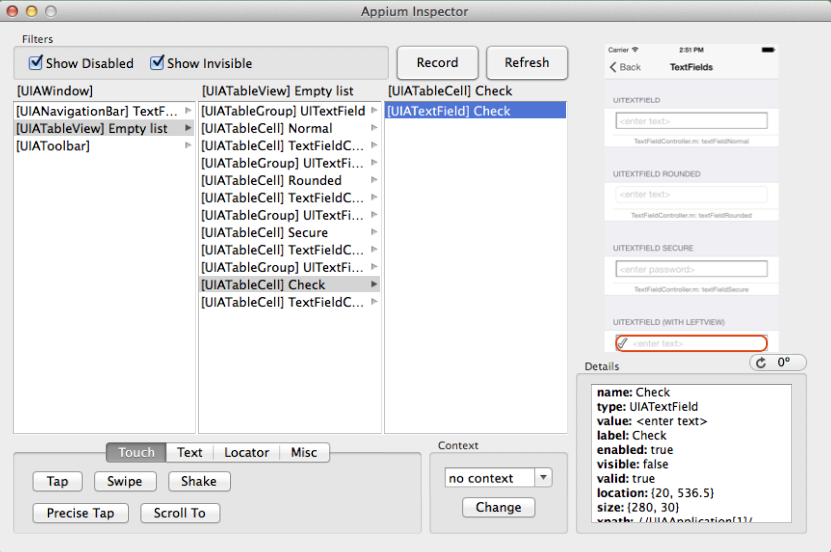 Appium Inspector
Filters
Show Disabled
Show Invisible
Record
Refresh
[UIAWindow]
[UIANavigationBar] TextF...
[UIATableView] Empty list
[UIAToolbar]
[UIATableView] Empty list
[UIATableGroup] UITextField
[UIATableCell] Normal
[UIATableCell] TextFieldC...
[UIATableGroup] UITextFi...
[UIATableCell] Rounded
[UIATableCell] TextFieldC...
[UIATableGroup] UITextFi...
[UIATableCell] Secure
[UIATableCell] TextFieldC...
[UIATableGroup] UITextFi...
[UIATableCell] Check
[UIATableCell] TextFieldC...
[UIATableCell] Check
[UIATextField] Check
Carrier 2:51 PM
Back TextFields
UITEXTFIELD
<enter text>
TextFieldController.m: textFieldNormal
UITEXTFIELD ROUNDED
<enter text>
TextFieldController.m: textFieldRounded
UITEXTFIELD SECURE
<enter password>
TextFieldController.m: textFieldSecure
UITEXTFIELD (WITH LEFTVIEW)
<enter text>
0°
Details
name: Check
type: UIATextField
value: <enter text>
label: Check
enabled: true
visible: false
valid: true
location: {20, 536.5}
size: {280, 30}
xpath: //UIAApplication[1]/
Touch Text Locator Misc
Tap Swipe Shake
Precise Tap Scroll To
Context
no context
Change